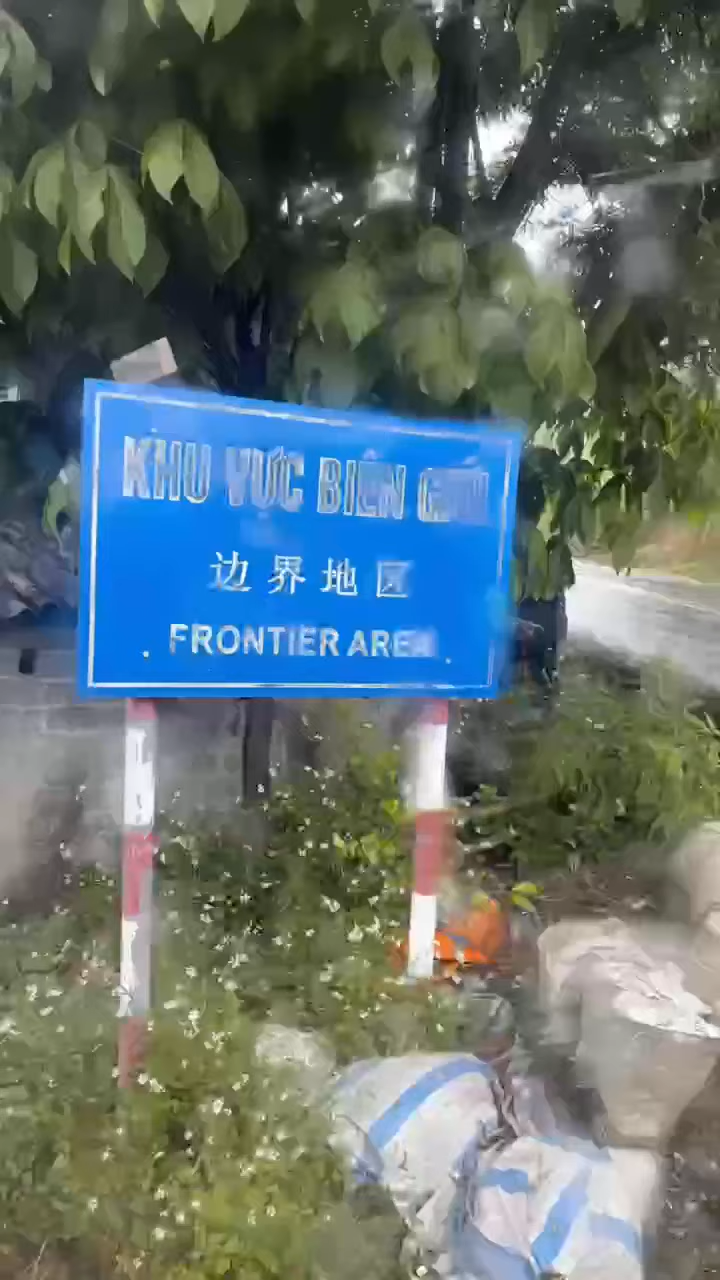 KHU VỰC BIÊN GIỚI
边界地区
FRONTIER AREA